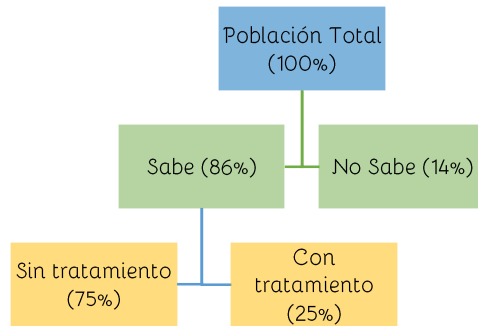 Población Total
(100%)
Sabe (86%)
No Sabe (14%)
Sin tratamiento
(75%)
Con
tratamiento
(25%)